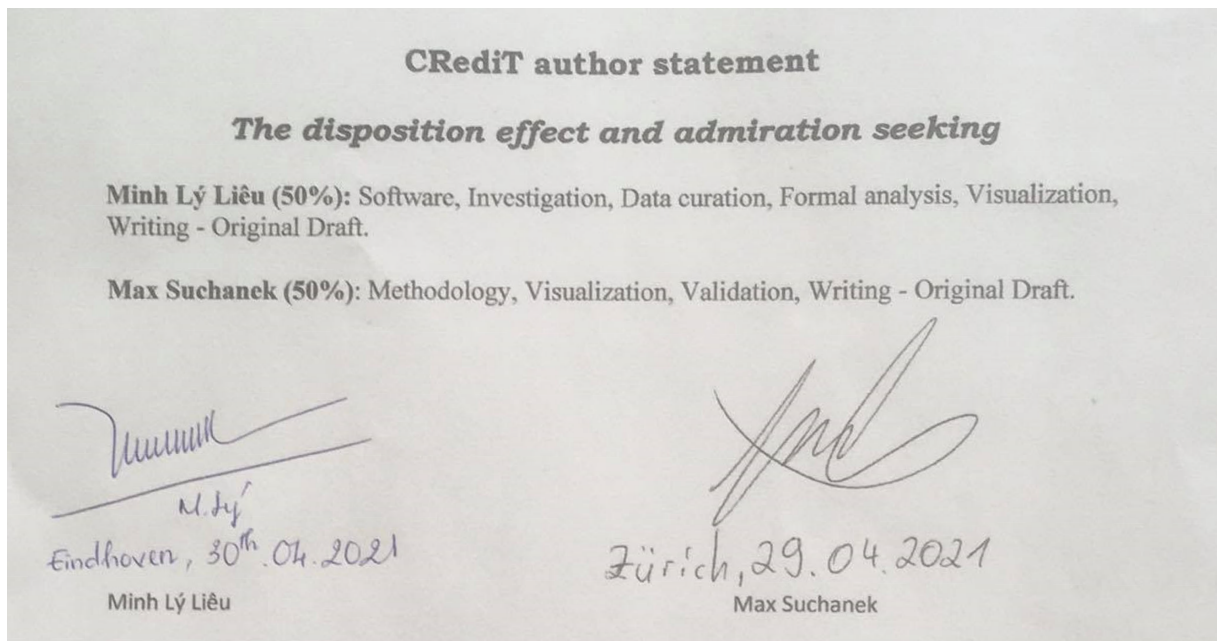 CRediT author statement
The disposition effect and admiration seeking
Minh Lý Liêu (50%): Software, Investigation, Data curation, Formal analysis, Visualization,
Writing - Original Draft.
Max Suchanek (50%): Methodology, Visualization, Validation, Writing - Original Draft.
M. Lý
Eindhoven, 30th.04.2021
Zürich, 29.04.2021
Minh Lý Liêu
Max Suchanek